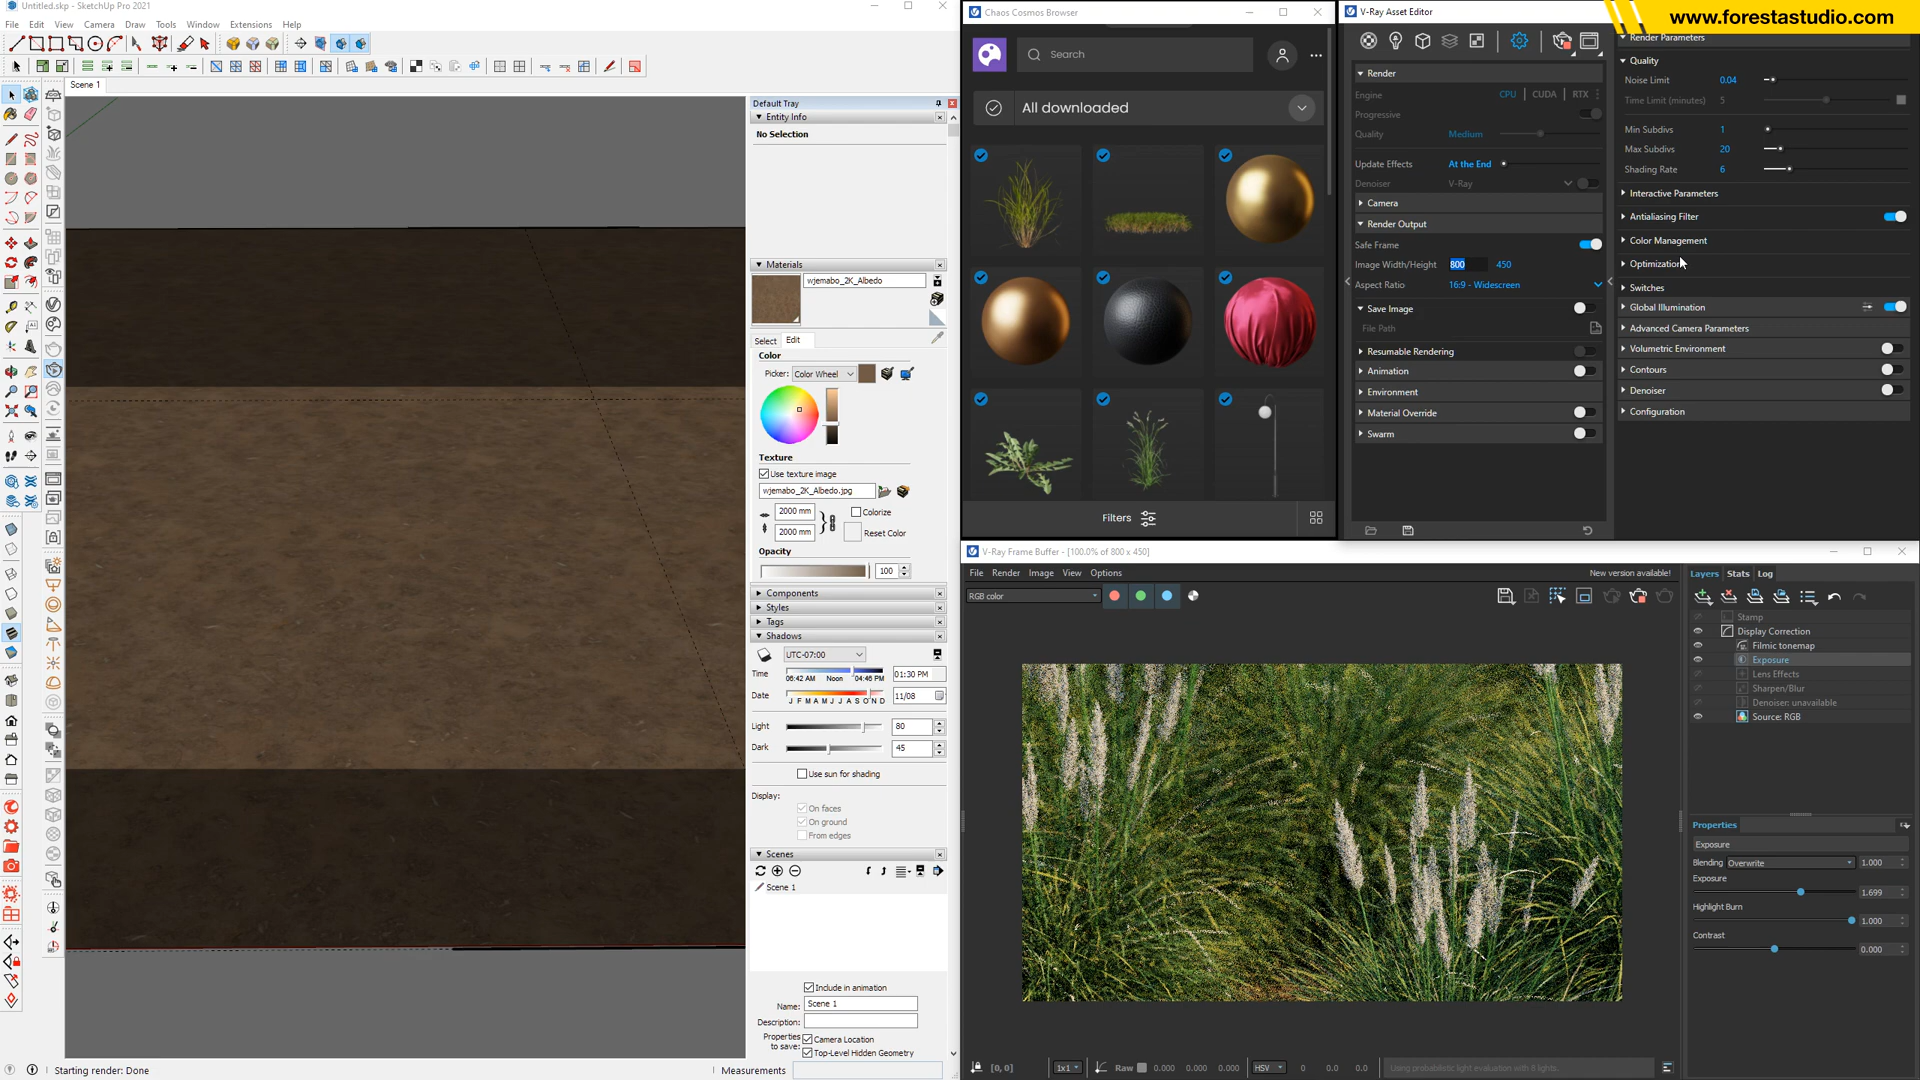 Untitled.skp - SketchUp Pro 2021
File Edit View Camera Draw Tools Window Extensions Help
Scene 1
Default Tray
Entity Info
No Selection
Materials
wjemabo_2K_Albedo
Select Edit
Color
Picker: Color Wheel
Texture
Use texture image
wjemabo_2K_Albedo.jpg
2000 mm
Colorize
2000 mm
Reset Color
Opacity
100
Components
Styles
Tags
Shadows
UTC-07:00
Time
06:42 AM Noon 04:46 PM
01:30 PM
Date
J F M A M J J A S O N D
11/08
Light
80
Dark
45
Use sun for shading
Display:
On faces
On ground
From edges
Scenes
Scene 1
Include in animation
Name: Scene 1
Description:
Properties to save:
Camera Location
Top-Level Hidden Geometry
Starting render: Done
Measurements
Chaos Cosmos Browser
Search
All downloaded
Filters
V-Ray Asset Editor
www.forestastudio.com
Render
Engine CPU CUDA RTX
Progressive
Quality Medium
Update Effects At the End
Denoiser V-Ray
Camera
Render Output
Safe Frame
Image Width/Height 800 450
Aspect Ratio 16:9 - Widescreen
Save Image
File Path
Resumable Rendering
Animation
Environment
Material Override
Swarm
Render Parameters
Quality
Noise Limit 0.04
Time Limit (minutes) 5
Min Subdivs 1
Max Subdivs 20
Shading Rate 6
Interactive Parameters
Antialiasing Filter
Color Management
Optimization
Switches
Global Illumination
Advanced Camera Parameters
Volumetric Environment
Contours
Denoiser
Configuration
V-Ray Frame Buffer - [100.0% of 800 x 450]
File Render Image View Options
New version available!
RGB color
Layers Stats Log
Stamp
Display Correction
Filmic tonemap
Exposure
Lens Effects
Sharpen/Blur
Denoiser: unavailable
Source: RGB
Properties
Exposure
Blending Overwrite 1.000
Exposure
1.699
Highlight Burn
1.000
Contrast
0.000
[0, 0]
1x1
Raw 0.000 0.000 0.000
HSV 0 0.0 0.0
Using probabilistic light evaluation with 8 lights.